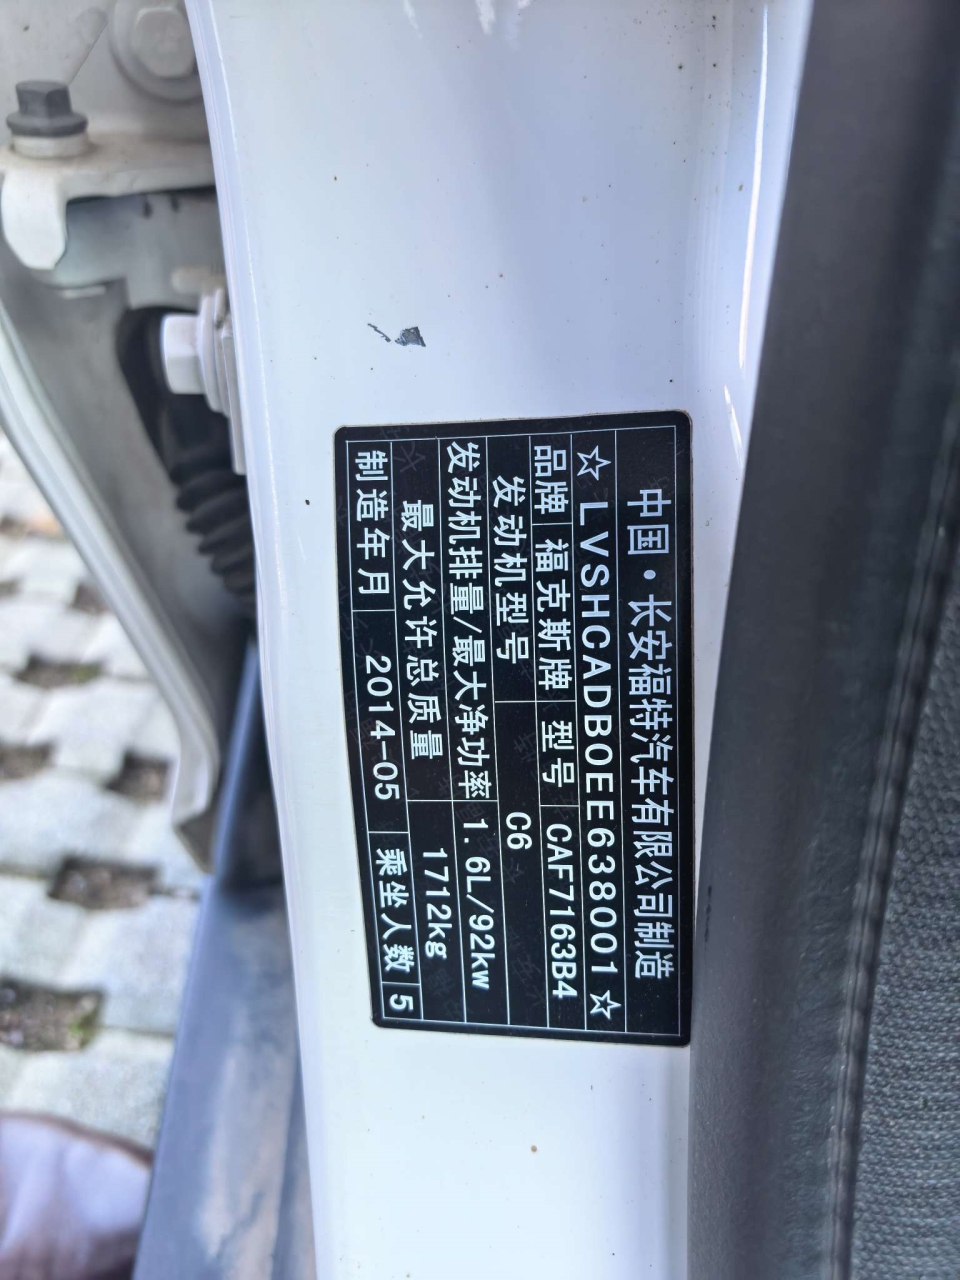 中国·长安福特汽车有限公司制造
☆LVSHCADB0EE638001☆
品牌 福克斯牌 型号 CAF7163B4
发动机型号 C6
发动机排量/最大净功率 1.6L/92kw
最大允许总质量 1712kg
制造年月 2014-05 乘坐人数 5